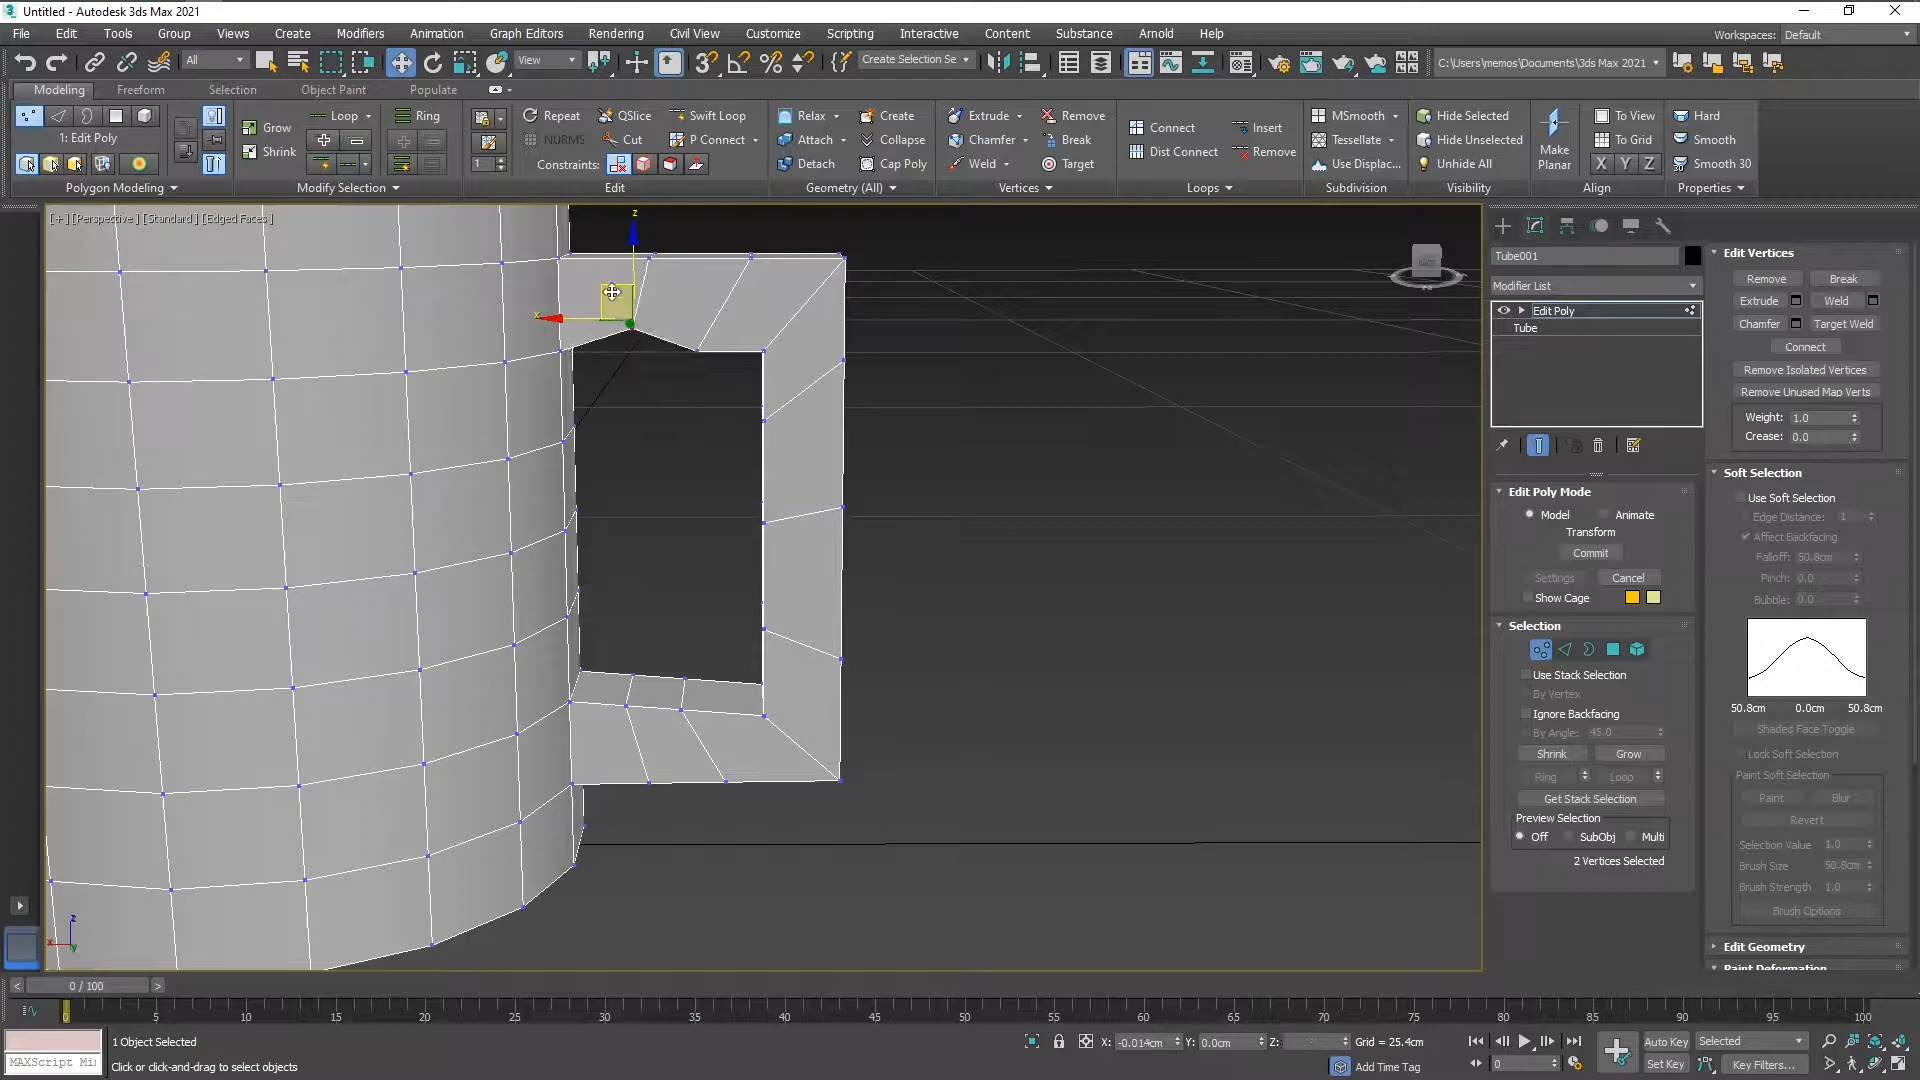 Untitled - Autodesk 3ds Max 2021
File Edit Tools Group Views Create Modifiers Animation Graph Editors Rendering Civil View Customize Scripting Interactive Content Substance Arnold Help
Workspaces: Default
All View Create Selection Se C:\Users\memos\Documents\3ds Max 2021
Modeling Freeform Selection Object Paint Populate
Loop Ring Repeat QSlice Swift Loop Relax Create Extrude Remove MSmooth Hide Selected To View Hard
1: Edit Poly Grow NURMS Cut P Connect Attach Collapse Chamfer Break Connect Insert Tessellate Hide Unselected Make Planar To Grid Smooth
Shrink 1 Constraints: Detach Cap Poly Weld Target Dist Connect Remove Use Displac... Unhide All X Y Z Smooth 30
Polygon Modeling Modify Selection Edit Geometry (All) Vertices Loops Subdivision Visibility Align Properties
[+] [Perspective] [Standard] [Edged Faces]
z
x
z
x
y
Tube001
Modifier List
Edit Poly
Tube
Edit Poly Mode
Model Animate
Transform
Commit
Settings Cancel
Show Cage
Selection
Use Stack Selection
By Vertex
Ignore Backfacing
By Angle: 45.0
Shrink Grow
Ring Loop
Get Stack Selection
Preview Selection
Off SubObj Multi
2 Vertices Selected
Edit Vertices
Remove Break
Extrude Weld
Chamfer Target Weld
Connect
Remove Isolated Vertices
Remove Unused Map Verts
Weight: 1.0
Crease: 0.0
Soft Selection
Use Soft Selection
Edge Distance: 1
Affect Backfacing
Falloff: 50.8cm
Pinch: 0.0
Bubble: 0.0
50.8cm 0.0cm 50.8cm
Shaded Face Toggle
Lock Soft Selection
Paint Soft Selection
Paint Blur
Revert
Selection Value 1.0
Brush Size 50.8cm
Brush Strength 1.0
Brush Options
Edit Geometry
Paint Deformation
< 0 / 100 >
0 5 10 15 20 25 30 35 40 45 50 55 60 65 70 75 80 85 90 95 100
1 Object Selected X: -0.014cm Y: 0.0cm Z: Grid = 25.4cm Auto Key Selected
MAXScript Mi Click or click-and-drag to select objects Add Time Tag 0 Set Key Key Filters...